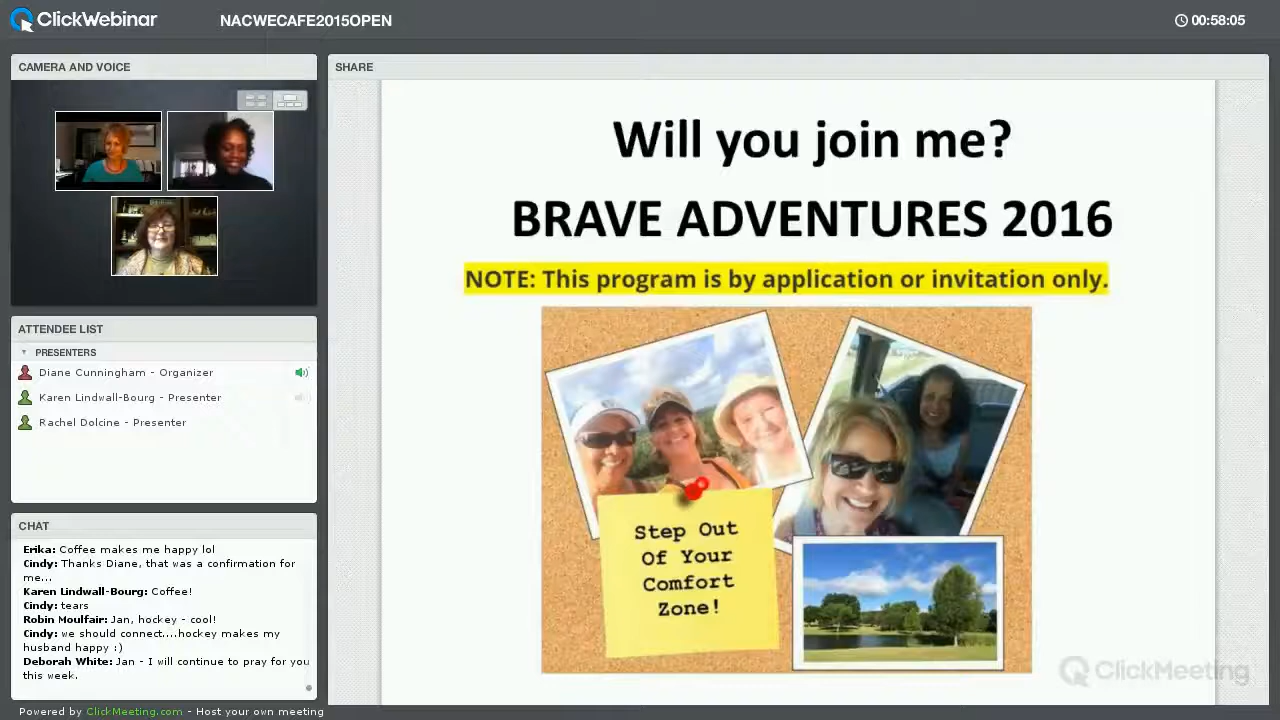 ClickWebinar
NACWECAFE2015OPEN
00:58:05
CAMERA AND VOICE
SHARE
Will you join me?
BRAVE ADVENTURES 2016
NOTE: This program is by application or invitation only.
Step Out
Of Your
Comfort
Zone!
ClickMeeting
ATTENDEE LIST
PRESENTERS
Diane Cunningham - Organizer
Karen Lindwall-Bourg - Presenter
Rachel Dolcine - Presenter
CHAT
Erika: Coffee makes me happy lol
Cindy: Thanks Diane, that was a confirmation for
me...
Karen Lindwall-Bourg: Coffee!
Cindy: tears
Robin Moulfair: Jan, hockey - cool!
Cindy: we should connect....hockey makes my
husband happy :)
Deborah White: Jan - I will continue to pray for you
this week.
Powered by ClickMeeting.com - Host your own meeting